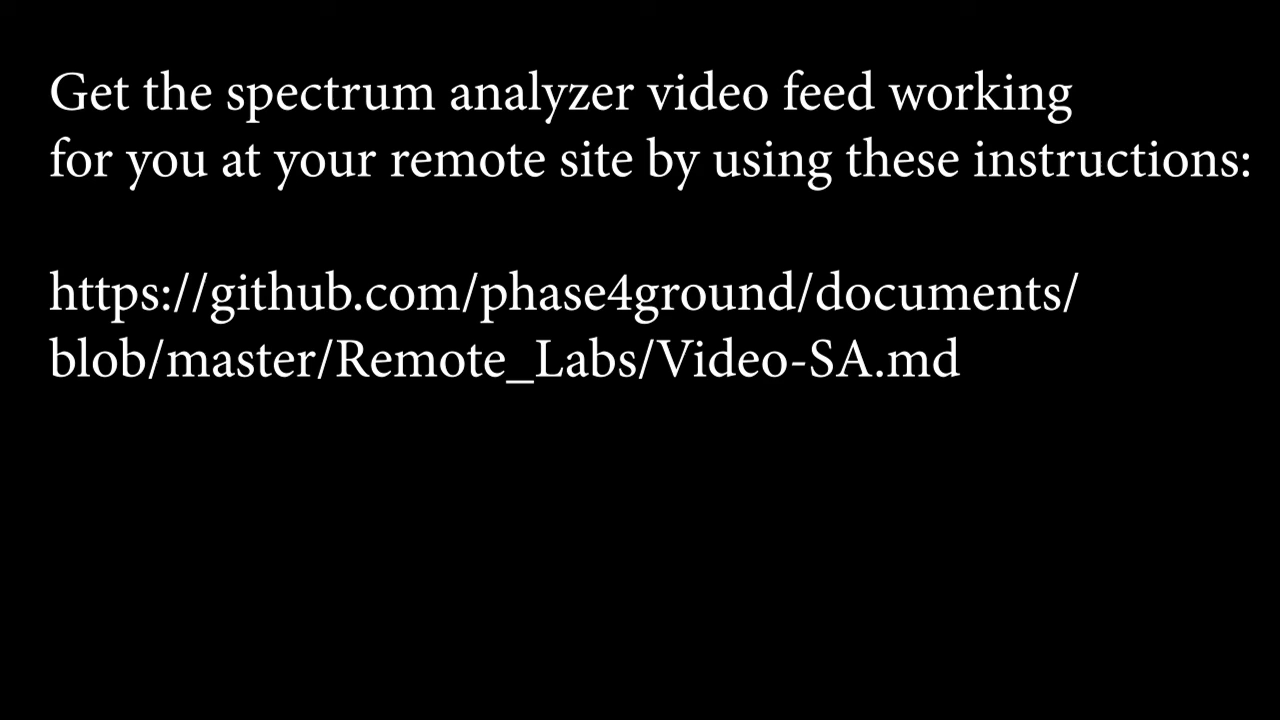 Get the spectrum analyzer video feed working
for you at your remote site by using these instructions:
https://github.com/phase4ground/documents/
blob/master/Remote_Labs/Video-SA.md